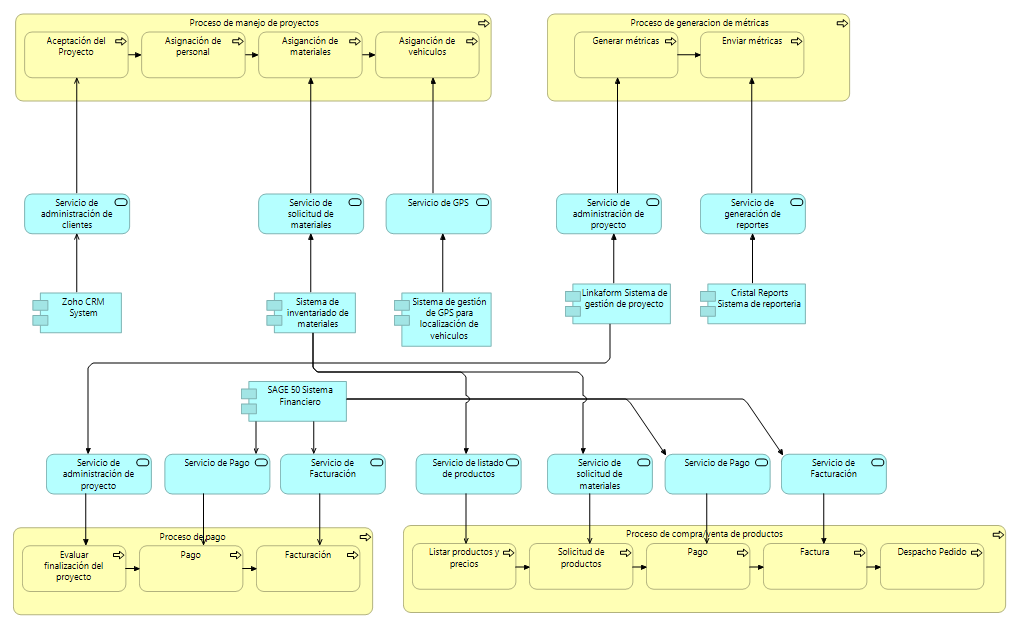 Proceso de manejo de proyectos
Aceptación del
Proyecto
Asignación de
personal
Asigánción de
materiales
Asigánción de
vehículos
Proceso de generacion de métricas
Generar métricas
Enviar métricas
Servicio de
administración de
clientes
Servicio de
solicitud de
materiales
Servicio de GPS
Servicio de
administración de
proyecto
Servicio de
generación de
reportes
Zoho CRM
System
Sistema de
inventariado de
materiales
Sistema de gestión
de GPS para
localización de
vehiculos
Linkaform Sistema de
gestión de proyecto
Cristal Reports
Sistema de reporteria
SAGE 50 Sistema
Financiero
Servicio de
administración de
proyecto
Servicio de Pago
Servicio de
Facturación
Servicio de listado
de productos
Servicio de
solicitud de
materiales
Servicio de Pago
Servicio de
Facturación
Proceso de pago
Evaluar
finalización del
proyecto
Pago
Facturación
Proceso de compra/venta de productos
Listar productos y
precios
Solicitud de
productos
Pago
Factura
Despacho Pedido